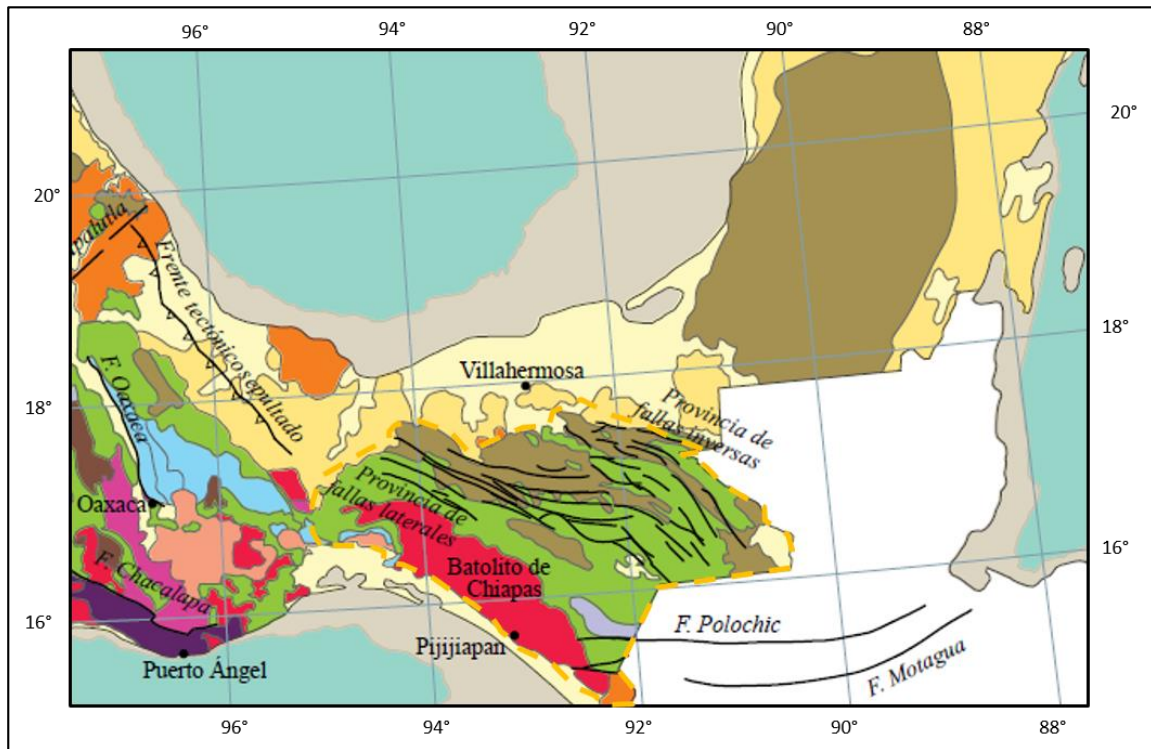 96°
94°
92°
90°
88°
20°
20°
palutla
Frente tectónico sepultado
18°
F. Oaxaca
Villahermosa
Provincia de
fallas inversas
18°
Provincia de
fallas laterales
Oaxaca
F. Chacalapa
Batolito de
Chiapas
16°
16°
Puerto Ángel
Pijijiapan
F. Polochic
F. Motagua
96°
94°
92°
90°
88°